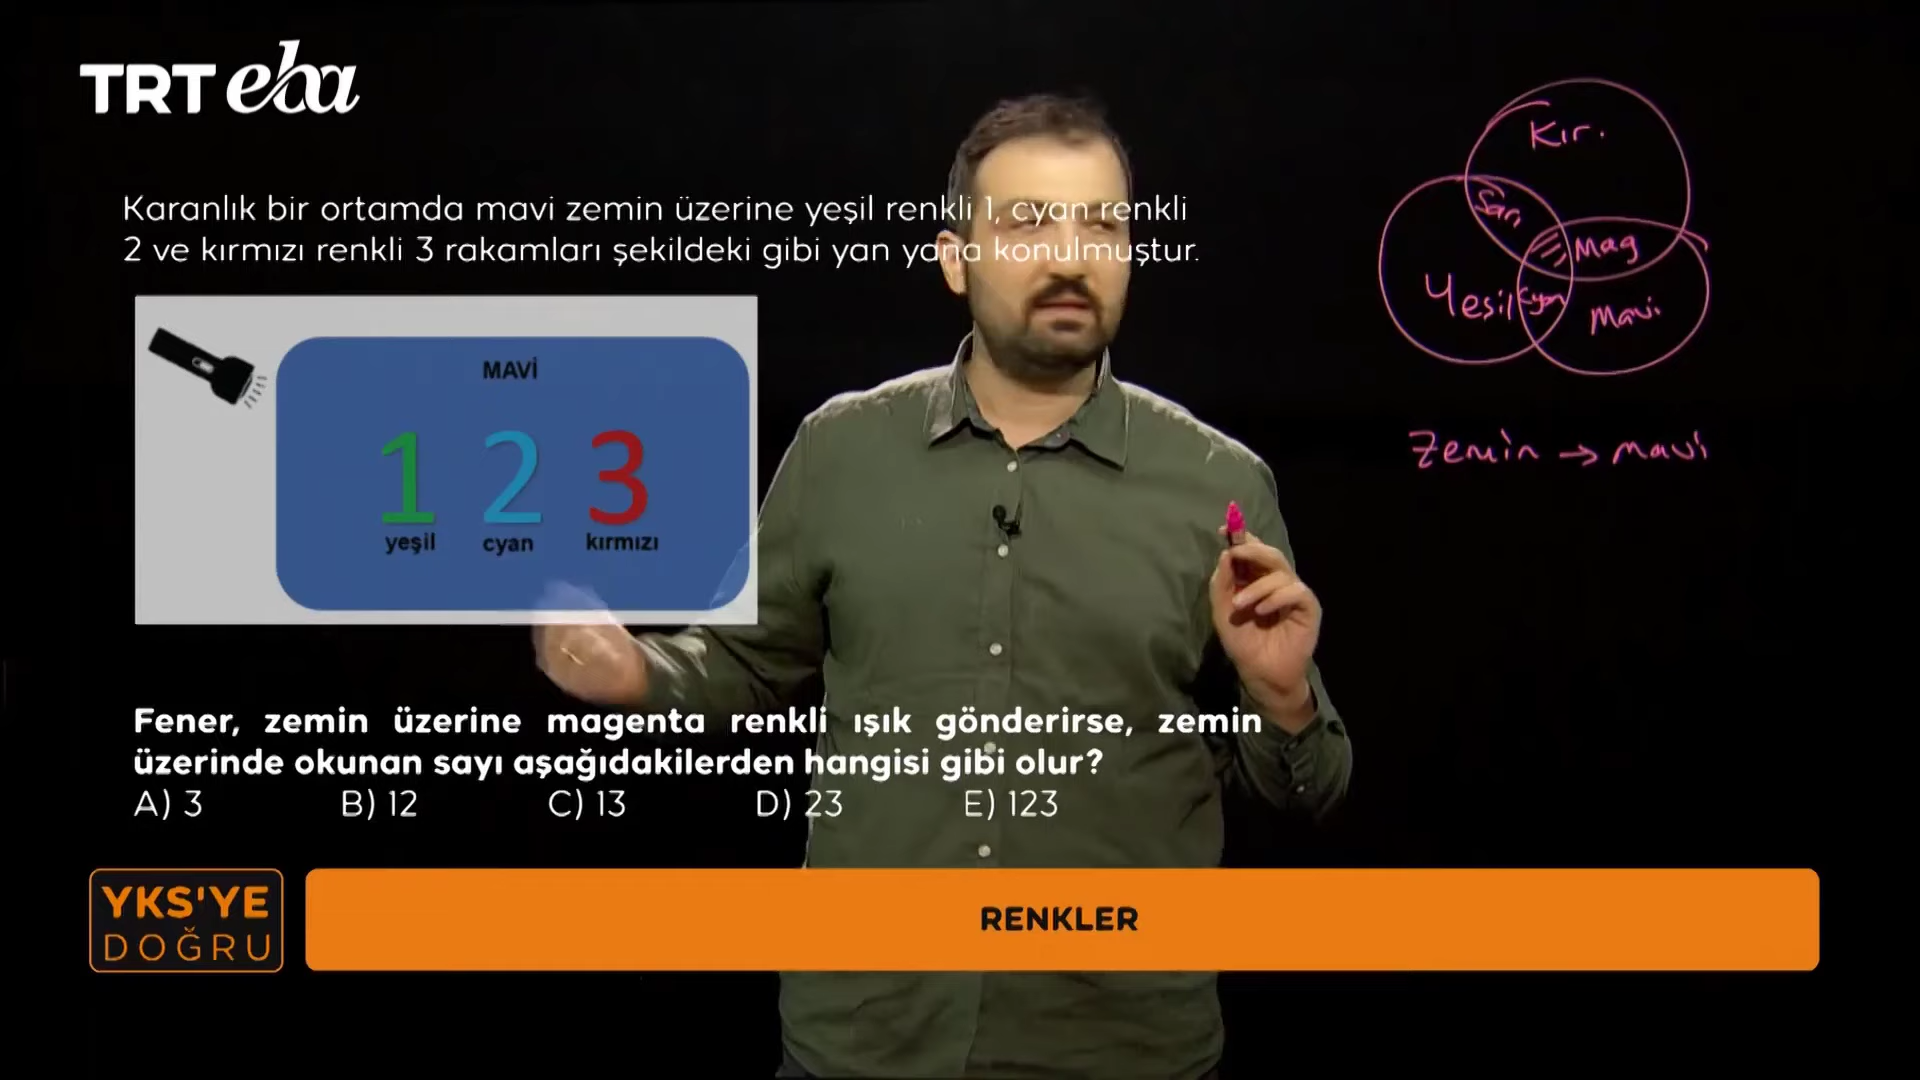 TRT eba
Karanlık bir ortamda mavi zemin üzerine yeşil renkli 1, cyan renkli
2 ve kırmızı renkli 3 rakamları şekildeki gibi yan yana konulmuştur.
MAVİ
1 2 3
yeşil cyan kırmızı
Kır.
Sarı
Mag
Yeşil
Cyan
Mavi
Zemin → mavi
Fener, zemin üzerine magenta renkli ışık gönderirse, zemin
üzerinde okunan sayı aşağıdakilerden hangisi gibi olur?
A) 3 B) 12 C) 13 D) 23 E) 123
YKS'YE
DOĞRU
RENKLER